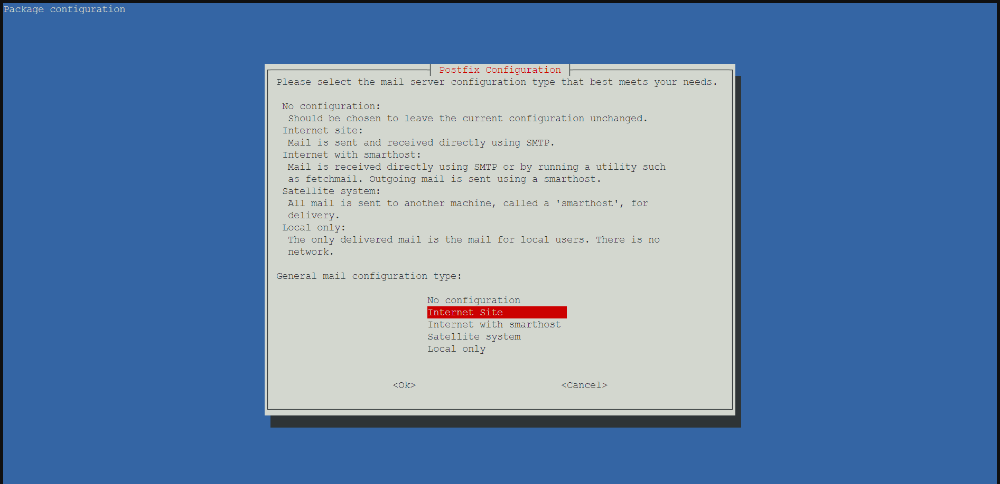 Package configuration
Postfix Configuration
Please select the mail server configuration type that best meets your needs.
No configuration:
Should be chosen to leave the current configuration unchanged.
Internet site:
Mail is sent and received directly using SMTP.
Internet with smarthost:
Mail is received directly using SMTP or by running a utility such
as fetchmail. Outgoing mail is sent using a smarthost.
Satellite system:
All mail is sent to another machine, called a 'smarthost', for
delivery.
Local only:
The only delivered mail is the mail for local users. There is no
network.
General mail configuration type:
No configuration
Internet Site
Internet with smarthost
Satellite system
Local only
<Ok> <Cancel>